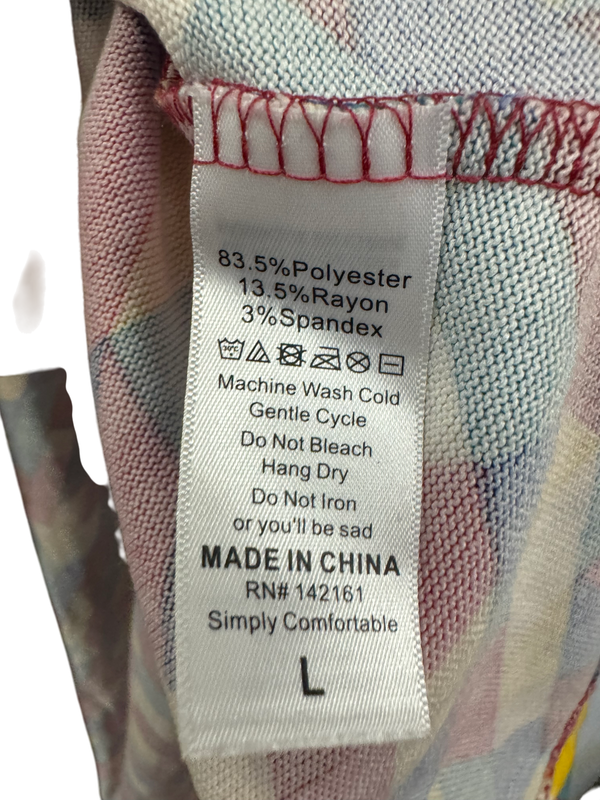 83.5%Polyester
13.5%Rayon
3%Spandex
Machine Wash Cold
Gentle Cycle
Do Not Bleach
Hang Dry
Do Not Iron
or you'll be sad
MADE IN CHINA
RN# 142161
Simply Comfortable
L